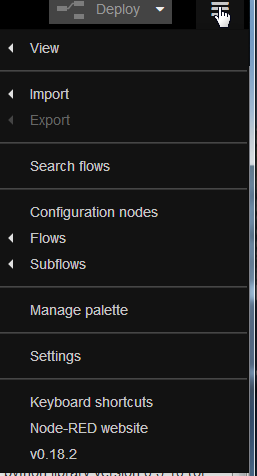 Deploy
View
Import
Export
Search flows
Configuration nodes
Flows
Subflows
Manage palette
Settings
Keyboard shortcuts
Node-RED website
v0.18.2